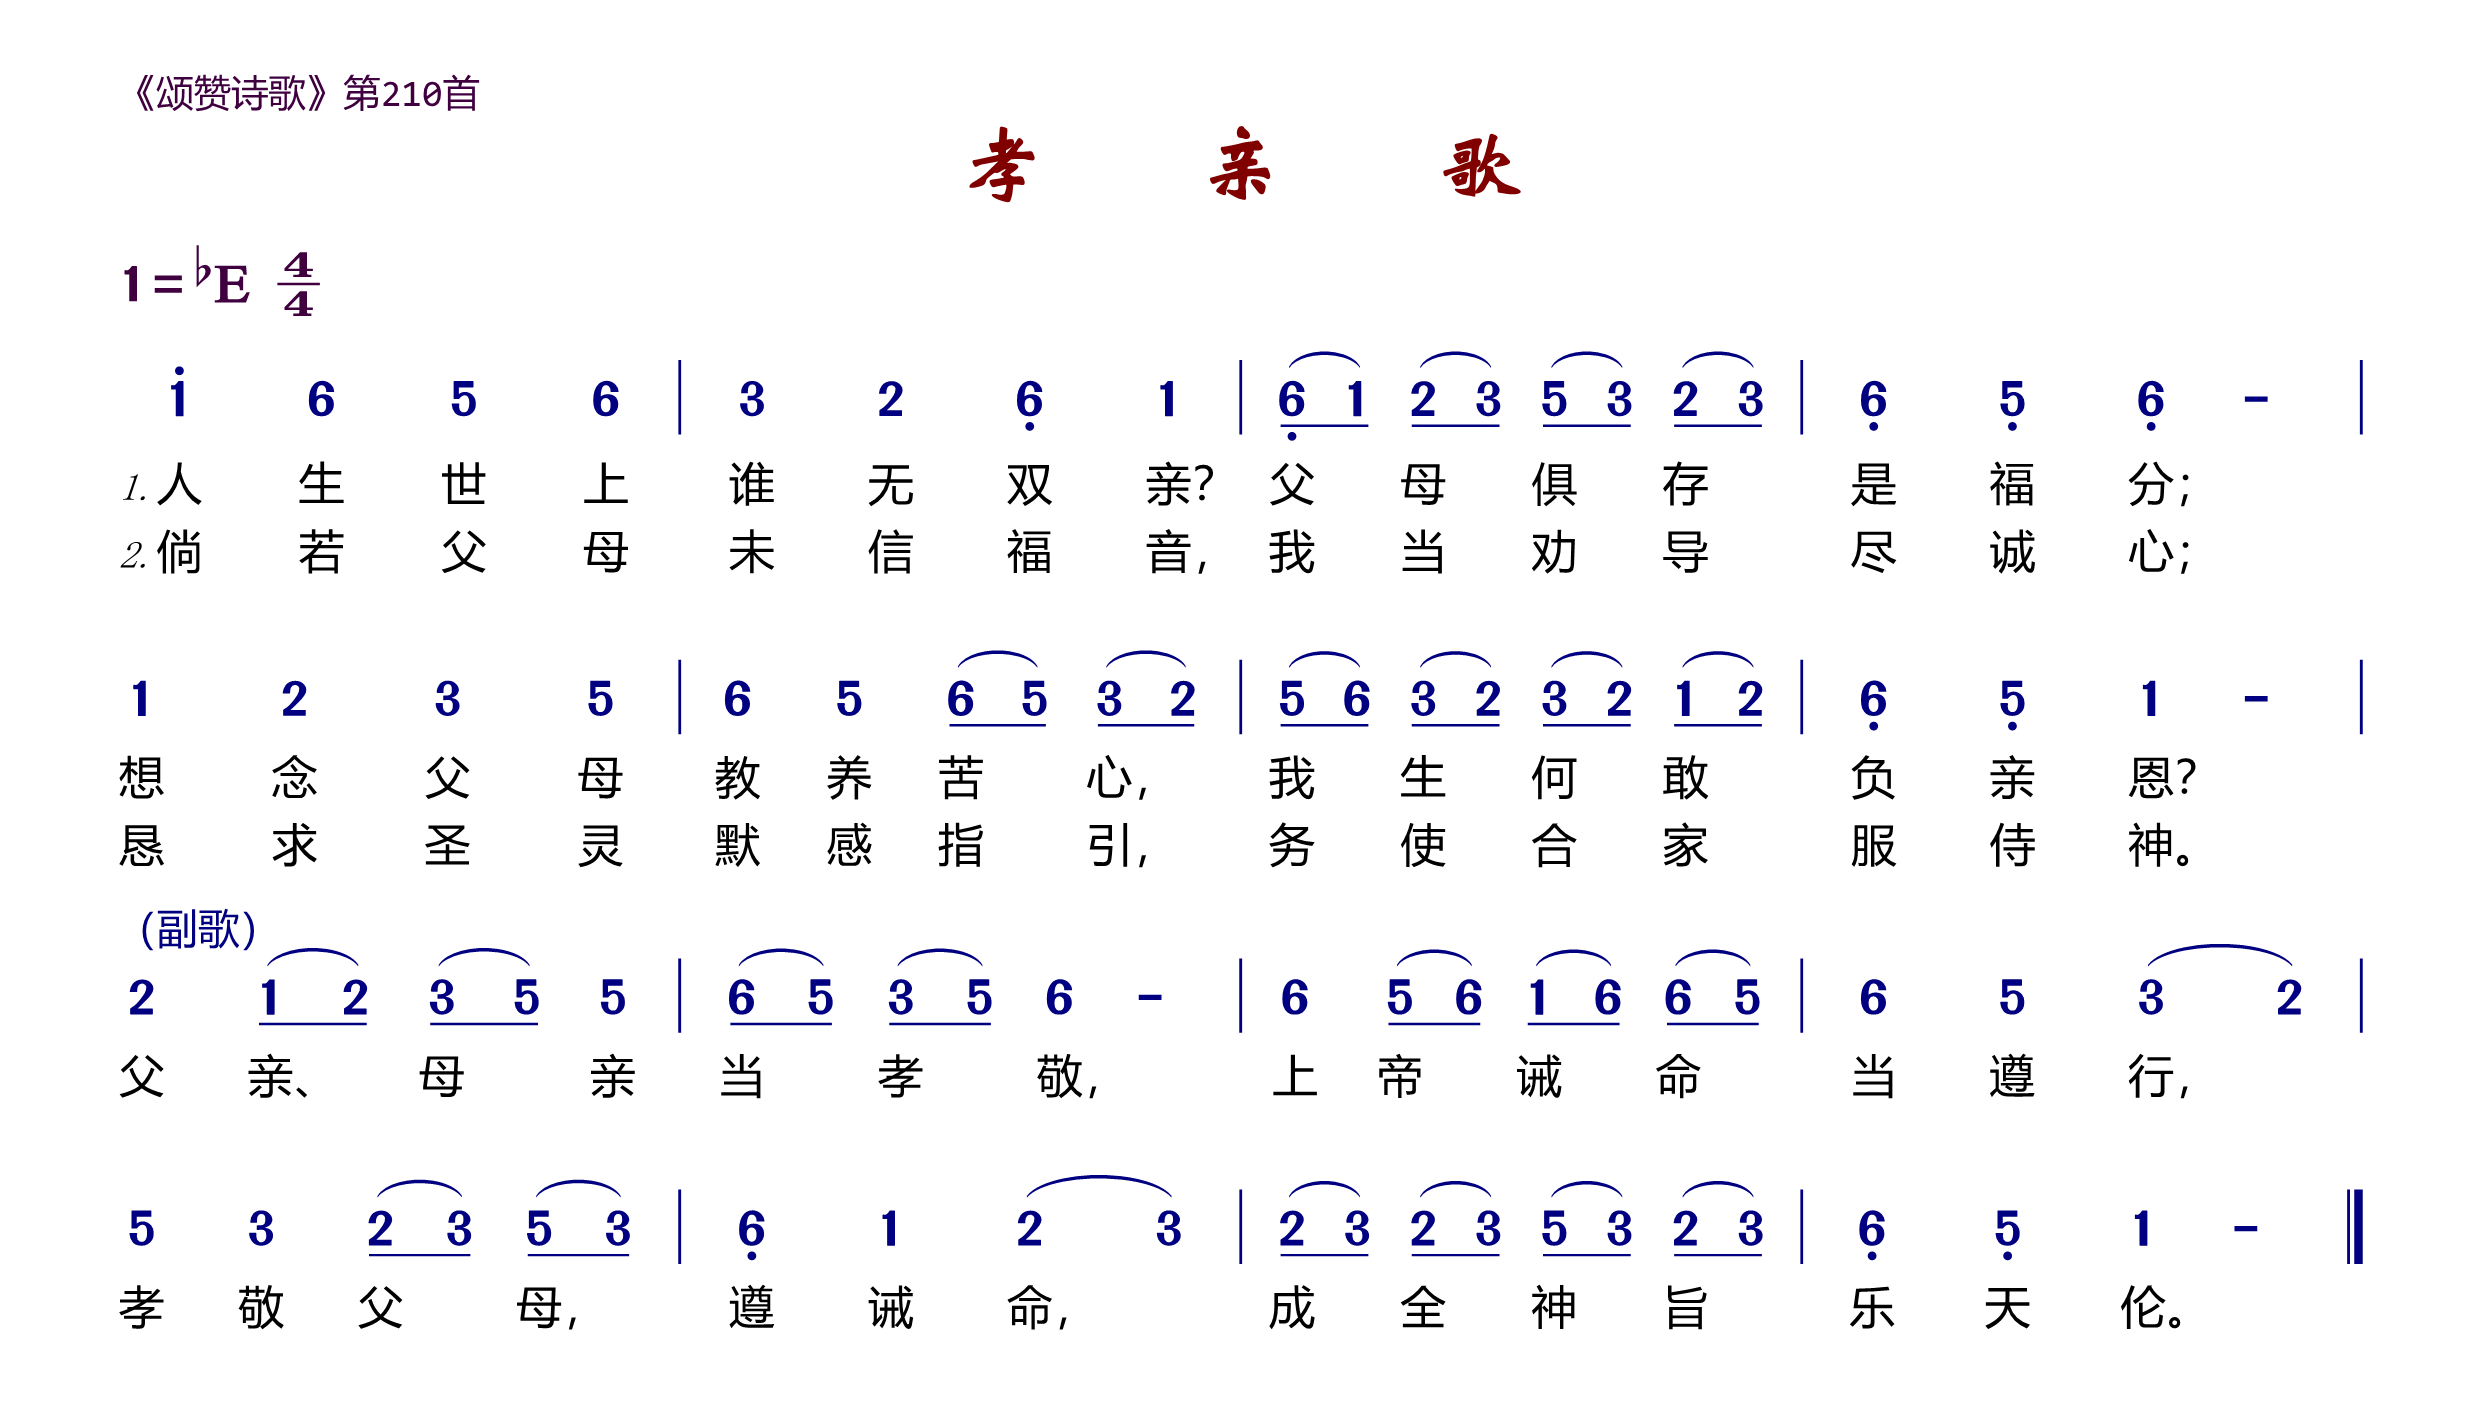 《颂赞诗歌》第210首
孝亲歌
1=♭E 4/4
i 6 5 6 | 3 2 6̣ 1 | 6̣ 1 2 3 5 3 2 3 | 6̣ 5̣ 6̣ - |
1.人生世上谁无双亲?父母俱存是福分;
2.倘若父母未信福音,我当劝导尽诚心;
1 2 3 5 | 6 5 6 5 3 2 | 5 6 3 2 3 2 1 2 | 6̣ 5̣ 1 - |
想念父母教养苦心,我生何敢负亲恩?
恳求圣灵默感指引,务使合家服侍神。
(副歌)
2 1 2 3 5 5 | 6 5 3 5 6 - | 6 5 6 1 6 6 5 | 6 5 3 2 |
父亲、母亲当孝敬,上帝诫命当遵行,
5 3 2 3 5 3 | 6̣ 1 2 3 | 2 3 2 3 5 3 2 3 | 6̣ 5̣ 1 - ‖
孝敬父母,遵诫命,成全神旨乐天伦。